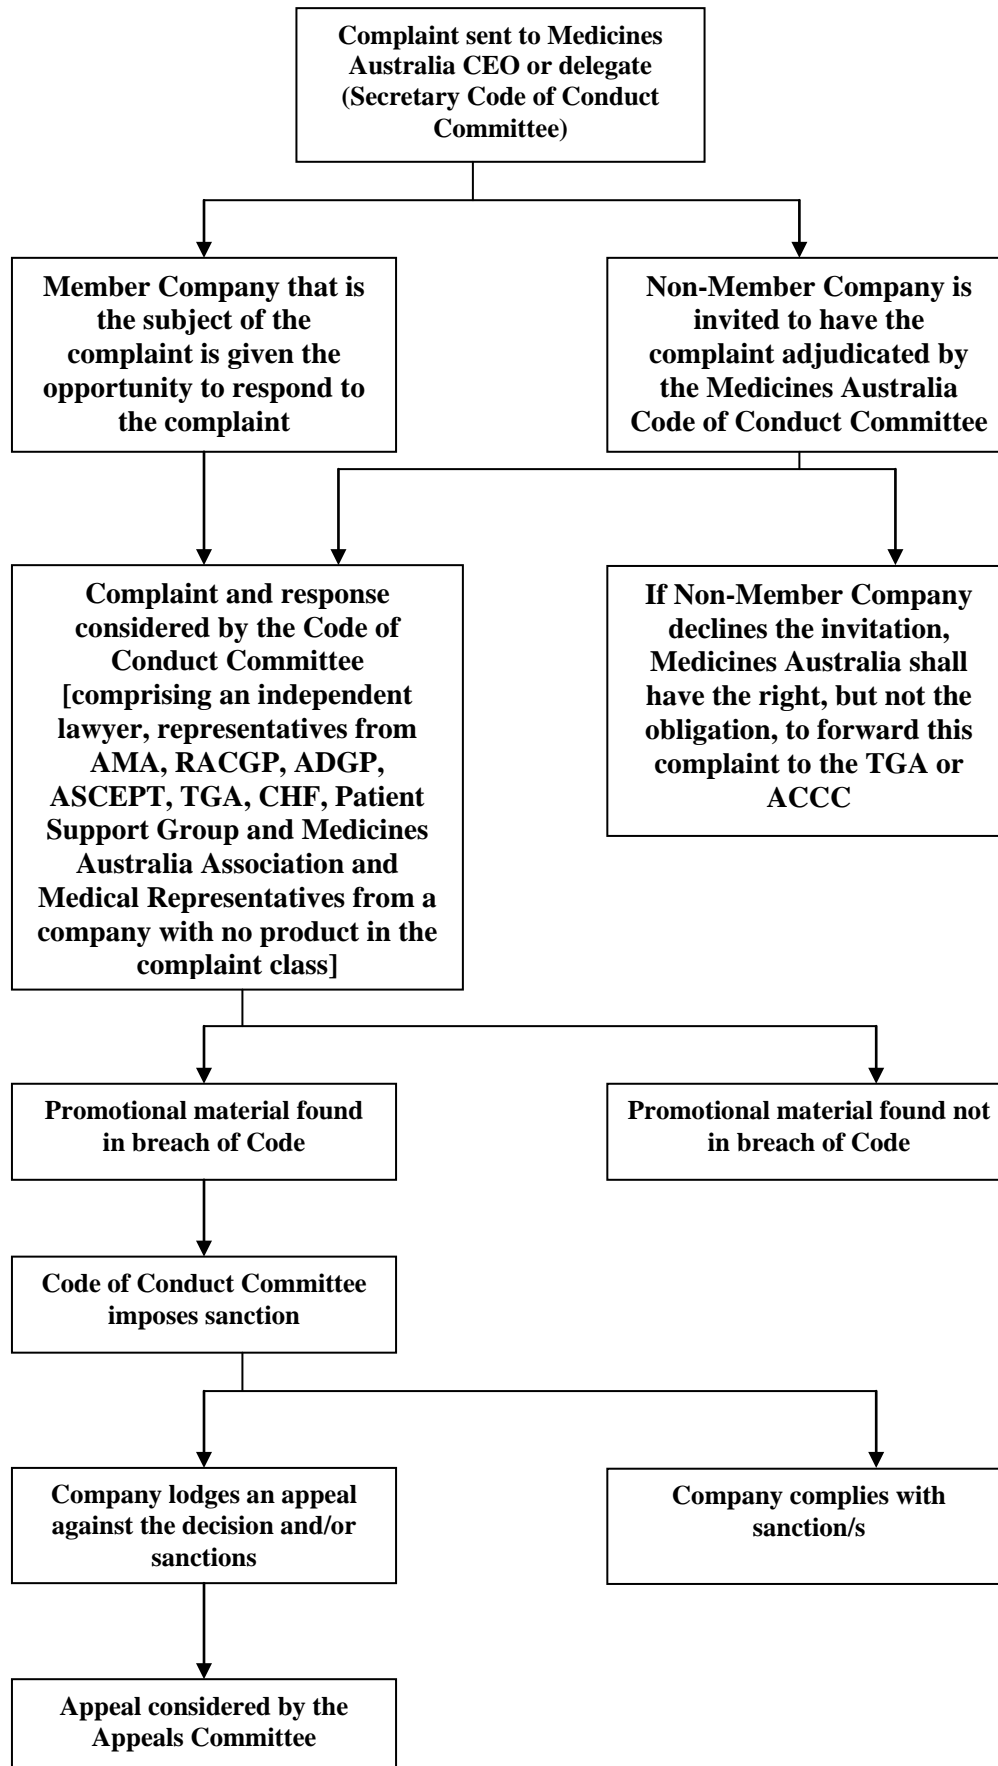 Complaint sent to Medicines
Australia CEO or delegate
(Secretary Code of Conduct
Committee)
Member Company that is
the subject of the
complaint is given the
opportunity to respond to
the complaint
Non-Member Company is
invited to have the
complaint adjudicated by
the Medicines Australia
Code of Conduct Committee
Complaint and response
considered by the Code of
Conduct Committee
[comprising an independent
lawyer, representatives from
AMA, RACGP, ADGP,
ASCEPT, TGA, CHF, Patient
Support Group and Medicines
Australia Association and
Medical Representatives from a
company with no product in the
complaint class]
If Non-Member Company
declines the invitation,
Medicines Australia shall
have the right, but not the
obligation, to forward this
complaint to the TGA or
ACCC
Promotional material found
in breach of Code
Promotional material found not
in breach of Code
Code of Conduct Committee
imposes sanction
Company lodges an appeal
against the decision and/or
sanctions
Company complies with
sanction/s
Appeal considered by the
Appeals Committee